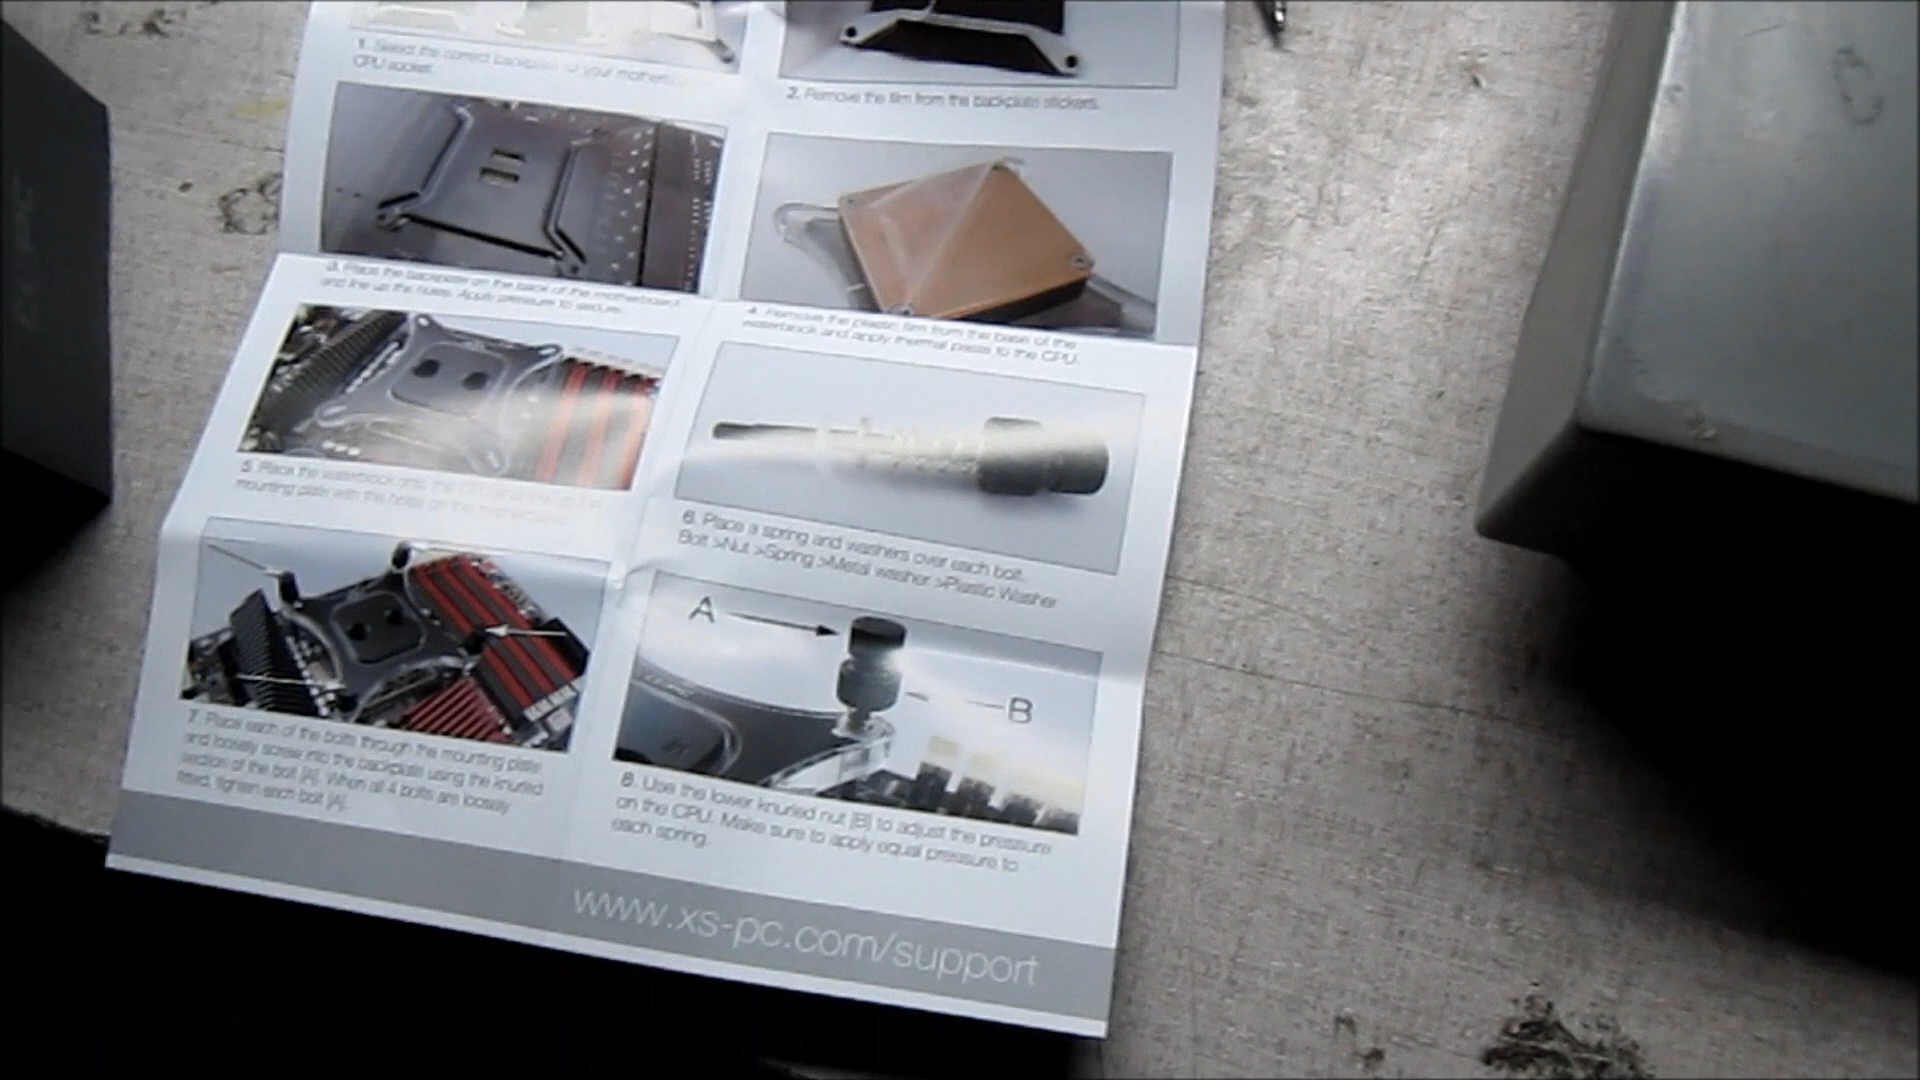 1. Select the correct backplate for your motherboard
CPU socket.
2. Remove the film from the backplate stickers.
3. Place the backplate on the back of the motherboard
and line up the holes. Apply pressure to secure.
4. Remove the plastic film from the base of the
waterblock and apply thermal paste to the CPU.
5. Place the waterblock onto the CPU and line up the
mounting plate with the holes on the motherboard.
6. Place a spring and washers over each bolt.
Bolt >Nut >Spring >Metal washer >Plastic Washer
7. Place each of the bolts through the mounting plate
and loosely screw into the backplate using the knurled
section of the bolt [A]. When all 4 bolts are loosely
fitted, tighten each bolt [A].
A
B
8. Use the lower knurled nut [B] to adjust the pressure
on the CPU. Make sure to apply equal pressure to
each spring.
www.xs-pc.com/support